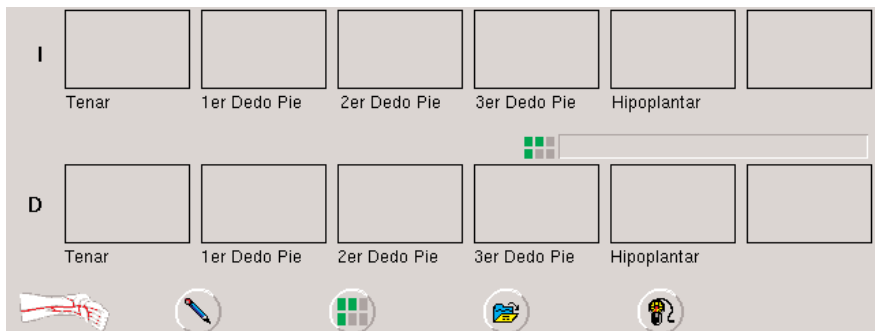 I
Tenar 1er Dedo Pie 2er Dedo Pie 3er Dedo Pie Hipoplantar
D
Tenar 1er Dedo Pie 2er Dedo Pie 3er Dedo Pie Hipoplantar